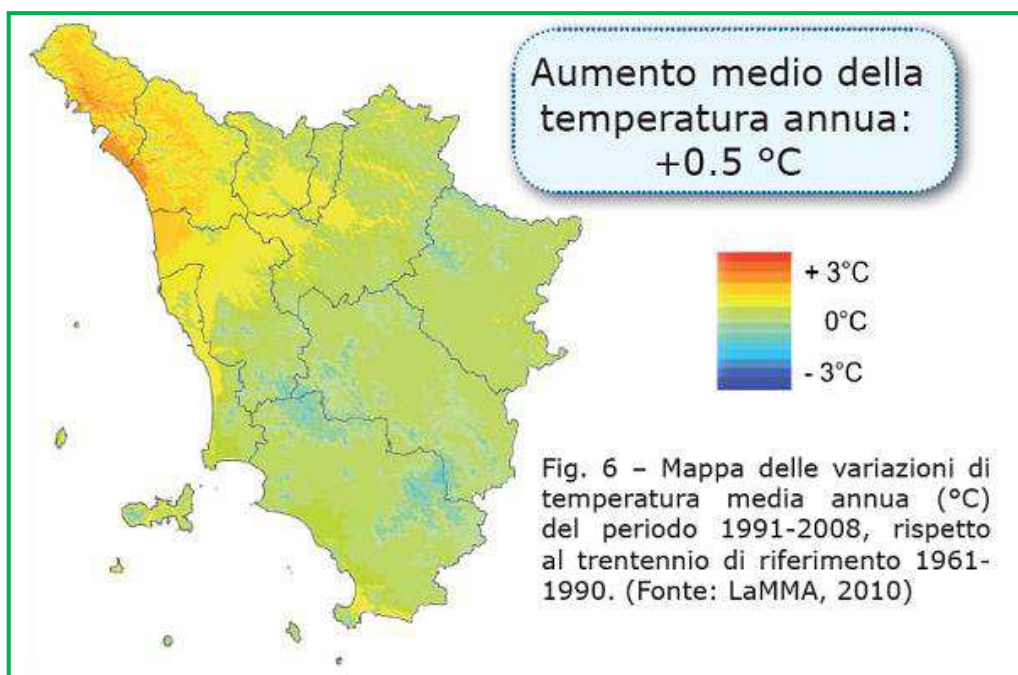 Aumento medio della
temperatura annua:
+0.5 °C
+ 3°C
0°C
- 3°C
Fig. 6 – Mappa delle variazioni di
temperatura media annua (°C)
del periodo 1991-2008, rispetto
al trentennio di riferimento 1961-
1990. (Fonte: LaMMA, 2010)